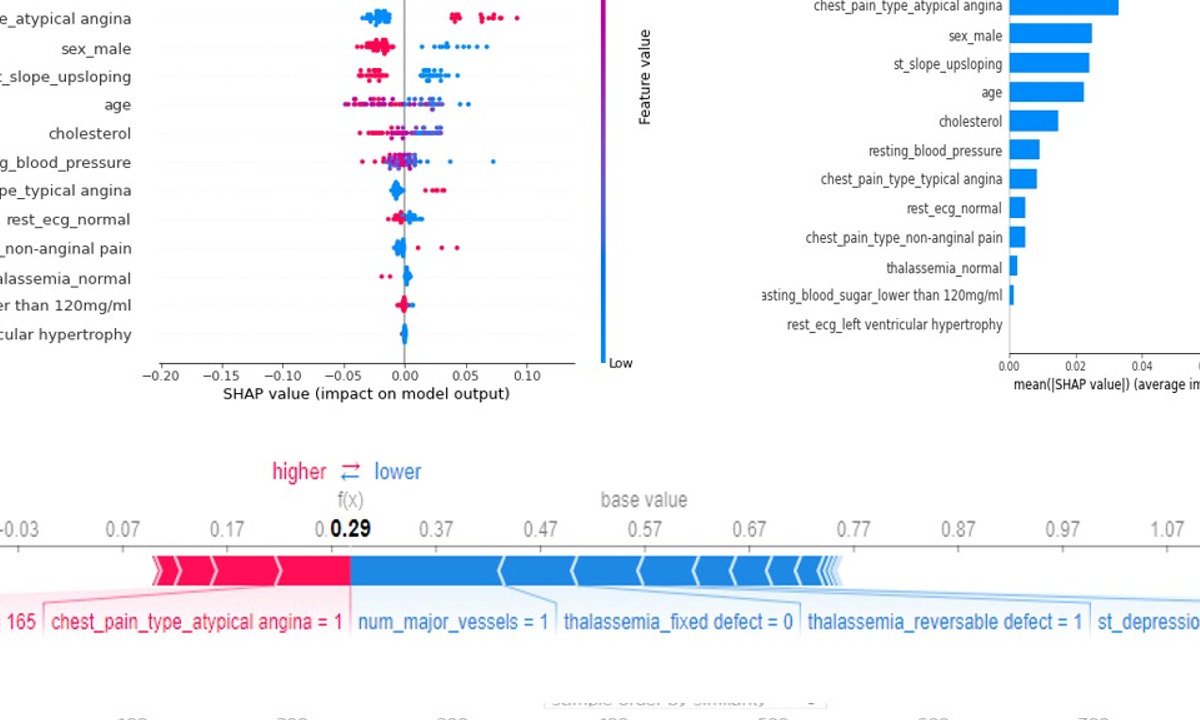 e_atypical angina
sex_male
t_slope_upsloping
age
cholesterol
g_blood_pressure
pe_typical angina
rest_ecg_normal
_non-anginal pain
alassemia_normal
er than 120mg/ml
cular hypertrophy
−0.20 −0.15 −0.10 −0.05 0.00 0.05 0.10
SHAP value (impact on model output)
Feature value
Low
chest_pain_type_atypical angina
sex_male
st_slope_upsloping
age
cholesterol
resting_blood_pressure
chest_pain_type_typical angina
rest_ecg_normal
chest_pain_type_non-anginal pain
thalassemia_normal
asting_blood_sugar_lower than 120mg/ml
rest_ecg_left ventricular hypertrophy
0.00 0.02 0.04
mean(|SHAP value|) (average im
higher lower
f(x) base value
-0.03 0.07 0.17 0. 0.29 0.37 0.47 0.57 0.67 0.77 0.87 0.97 1.07
= 165 chest_pain_type_atypical angina = 1 num_major_vessels = 1 thalassemia_fixed defect = 0 thalassemia_reversable defect = 1 st_depressio